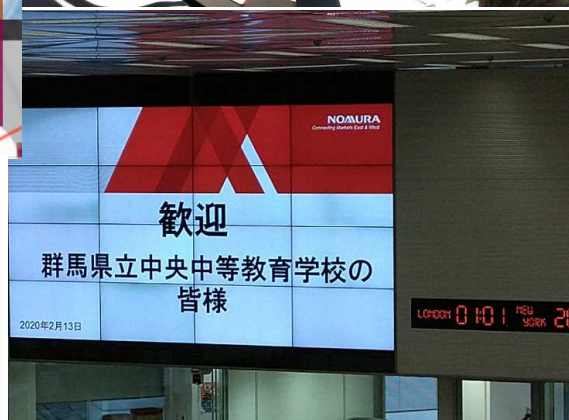 NOMURA
Connecting Markets East & West
歓迎
群馬県立中央中等教育学校の
皆様
2020年2月13日
LONDON 01:01 NEW YORK